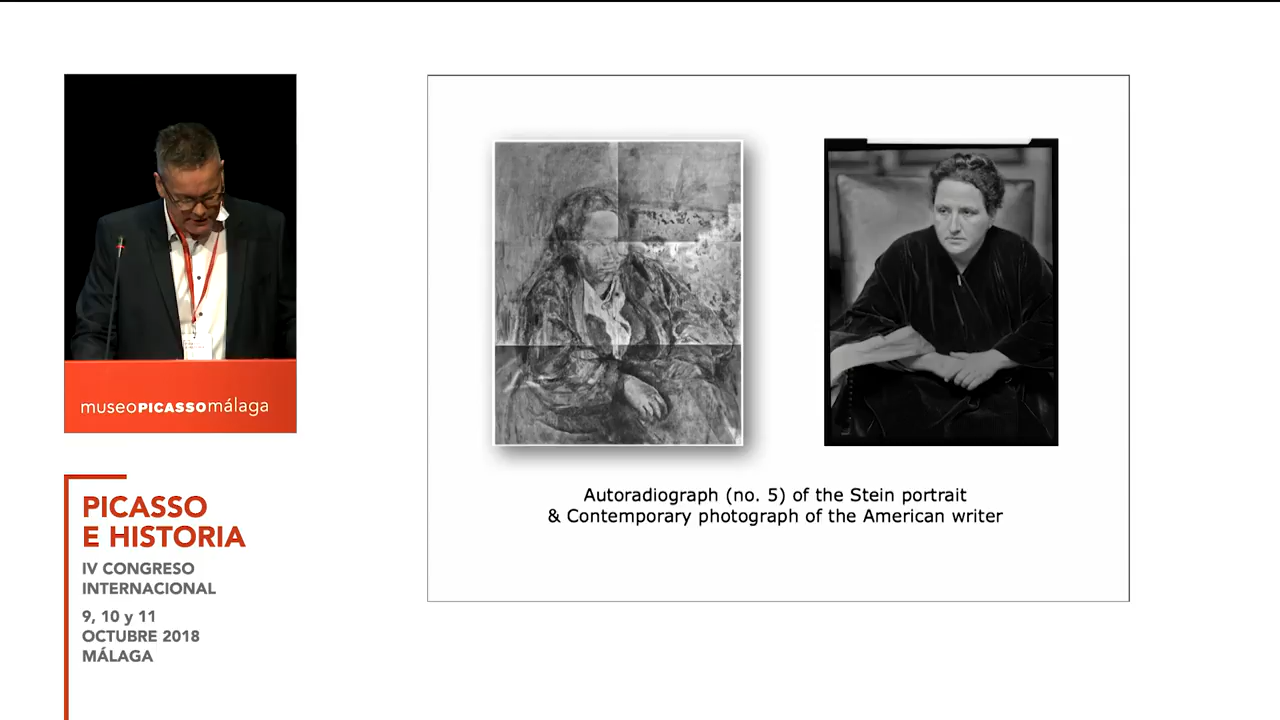 museoPICASSOmálaga
PICASSO
E HISTORIA
IV CONGRESO
INTERNACIONAL
9, 10 y 11
OCTUBRE 2018
MÁLAGA
Autoradiograph (no. 5) of the Stein portrait
& Contemporary photograph of the American writer